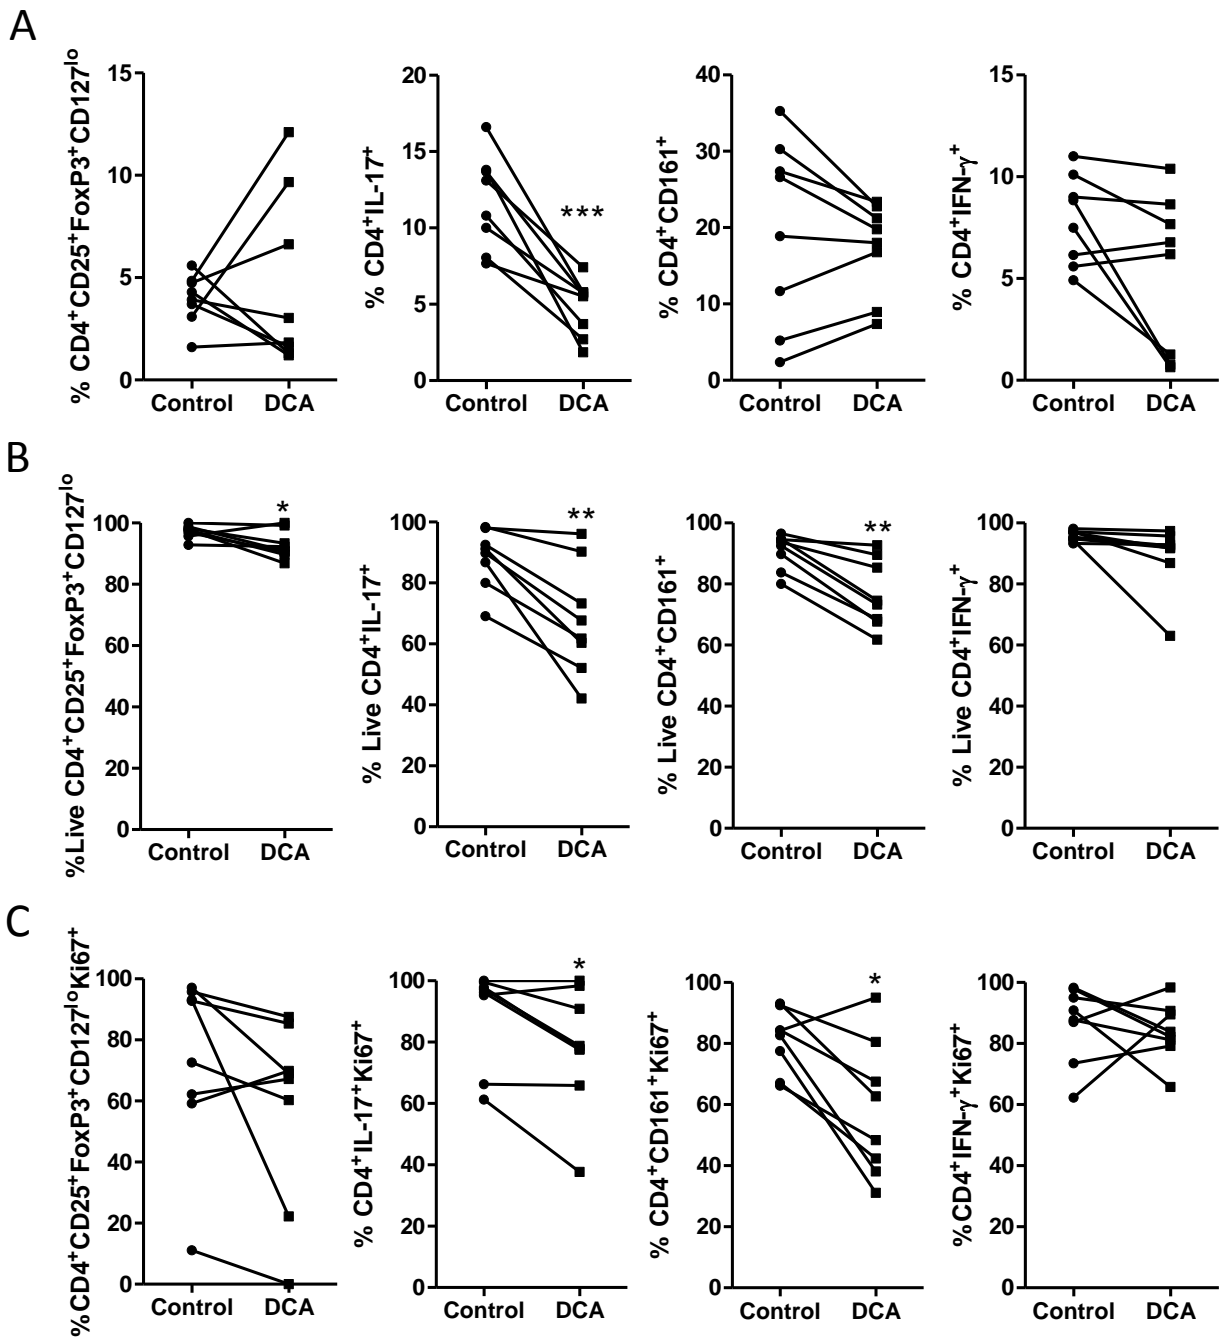 A
% CD4⁺CD25⁺FoxP3⁺CD127ˡᵒ
15
10
5
0
Control DCA
% CD4⁺IL-17⁺
20
15
10
5
0
***
Control DCA
% CD4⁺CD161⁺
40
30
20
10
0
Control DCA
% CD4⁺IFN-γ⁺
15
10
5
0
Control DCA
B
%Live CD4⁺CD25⁺FoxP3⁺CD127ˡᵒ
100
80
60
40
20
0
*
Control DCA
% Live CD4⁺IL-17⁺
100
80
60
40
20
0
**
Control DCA
% Live CD4⁺CD161⁺
100
80
60
40
20
0
**
Control DCA
% Live CD4⁺IFN-γ⁺
100
80
60
40
20
0
Control DCA
C
%CD4⁺CD25⁺FoxP3⁺CD127ˡᵒKi67⁺
100
80
60
40
20
0
Control DCA
% CD4⁺IL-17⁺Ki67⁺
100
80
60
40
20
0
*
Control DCA
% CD4⁺CD161⁺Ki67⁺
100
80
60
40
20
0
*
Control DCA
%CD4⁺IFN-γ⁺Ki67⁺
100
80
60
40
20
0
Control DCA